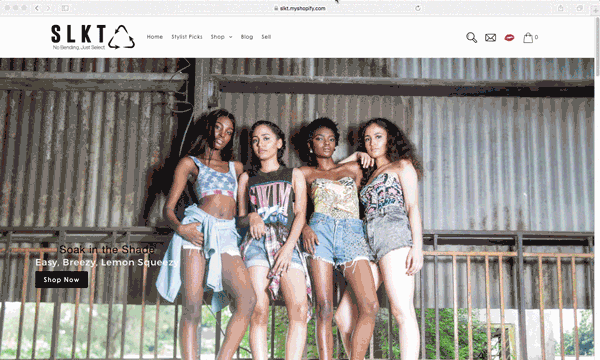 slkt.myshopify.com
SLKT
No Bending, Just Select
Home Stylist Picks Shop Blog Sell
0
Soak in the Shade
Easy, Breezy, Lemon Squeezy
Shop Now